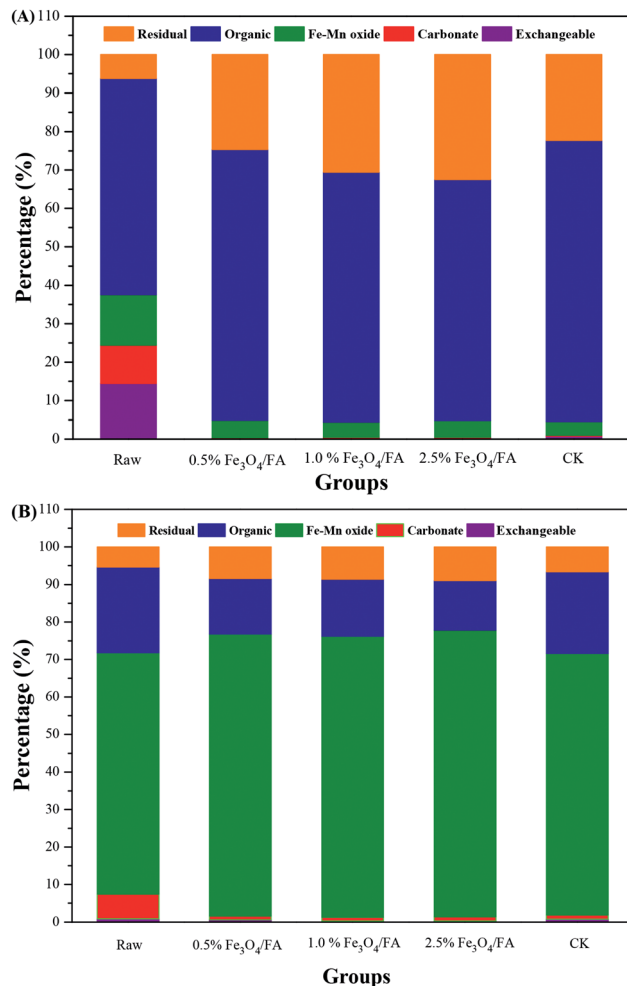 (A)
110
100
90
80
70
60
50
40
30
20
10
0
Percentage (%)
Residual Organic Fe-Mn oxide Carbonate Exchangeable
Raw 0.5% Fe₃O₄/FA 1.0 % Fe₃O₄/FA 2.5% Fe₃O₄/FA CK
Groups
(B)
110
100
90
80
70
60
50
40
30
20
10
0
Percentage (%)
Residual Organic Fe-Mn oxide Carbonate Exchangeable
Raw 0.5% Fe₃O₄/FA 1.0 % Fe₃O₄/FA 2.5% Fe₃O₄/FA CK
Groups